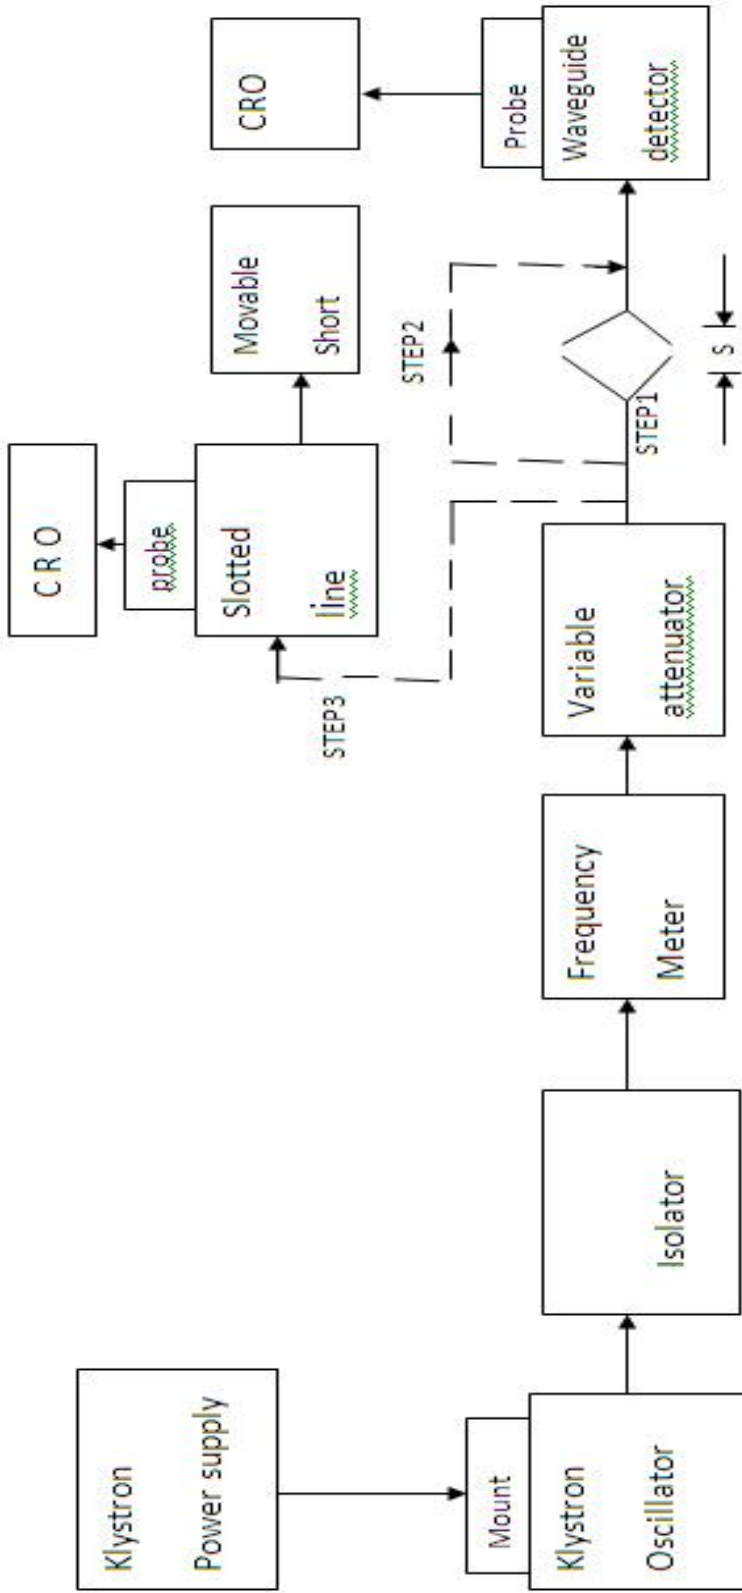 Klystron
Power supply
Mount
Klystron
Oscillator
Isolator
Frequency
Meter
Variable
attenuator
STEP3
C R O
probe
Slotted
line
Movable
Short
STEP2
STEP1
S
CRO
Probe
Waveguide
detector